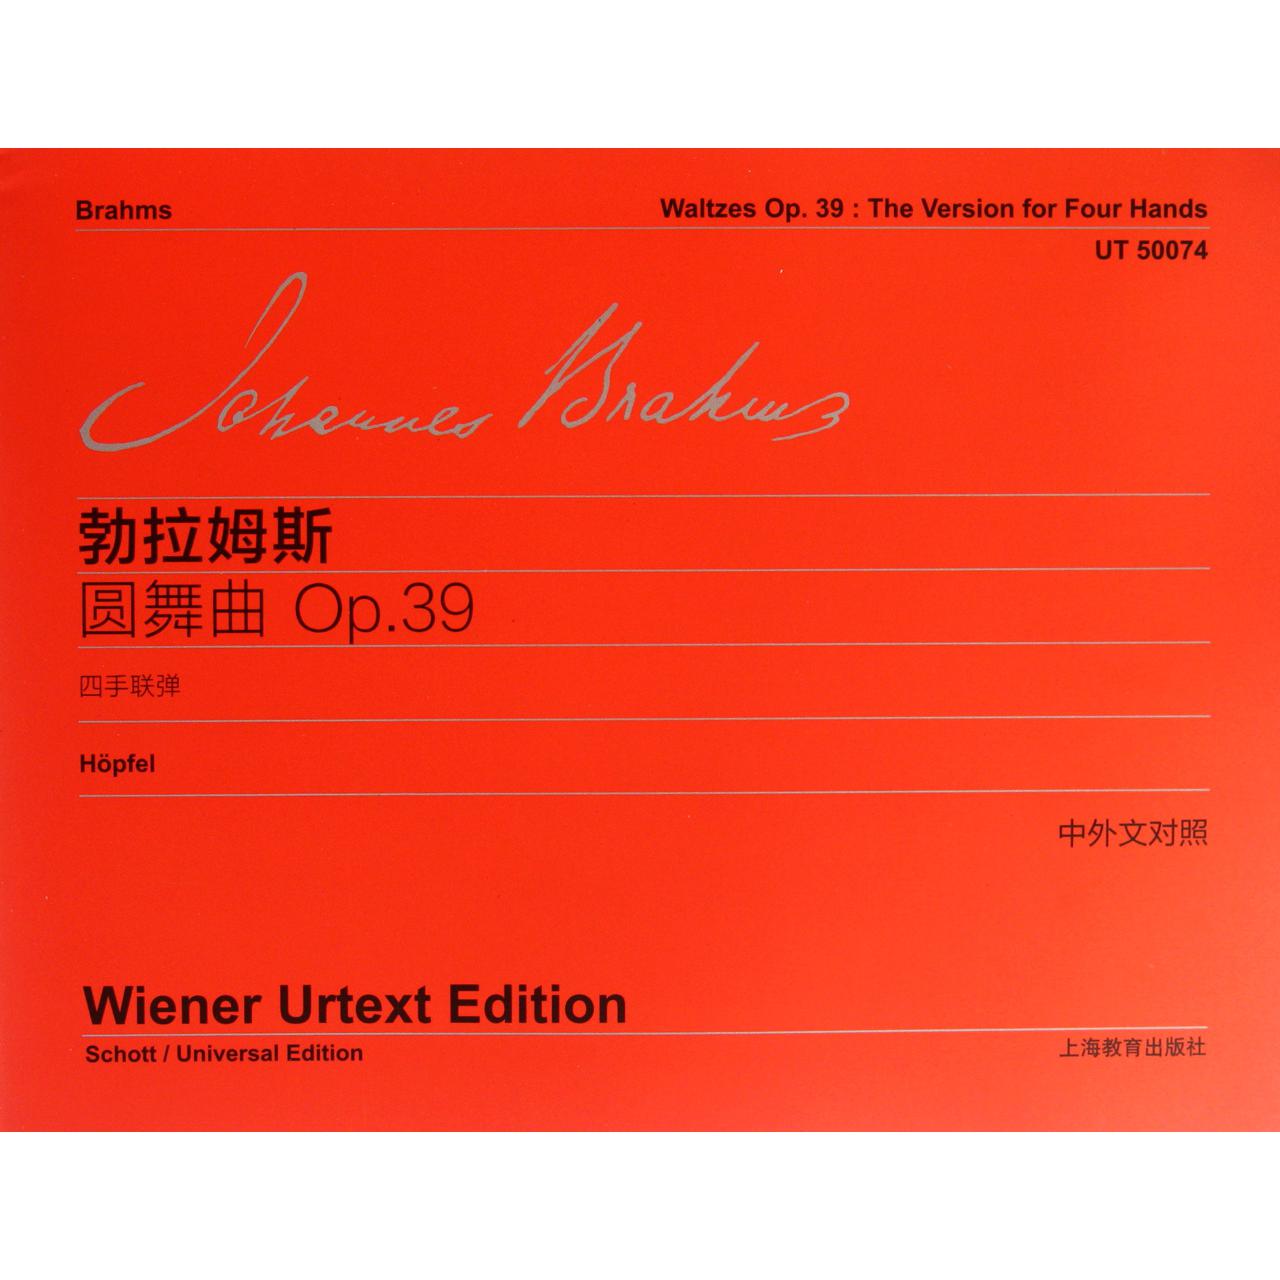 Brahms
Waltzes Op. 39 : The Version for Four Hands
UT 50074
Johannes Brahms
勃拉姆斯
圆舞曲 Op.39
四手联弹
Höpfel
中外文对照
Wiener Urtext Edition
Schott / Universal Edition
上海教育出版社